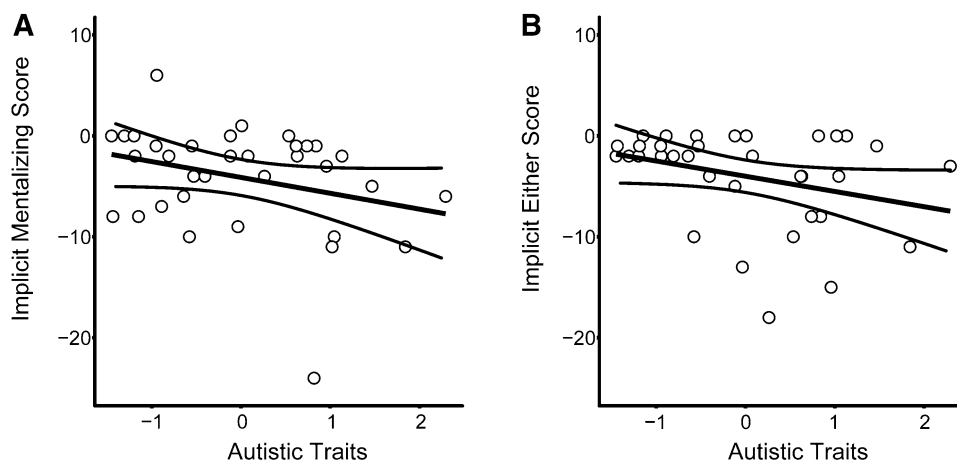 A
Implicit Mentalizing Score
10
0
−10
−20
−1 0 1 2
Autistic Traits
B
Implicit Either Score
10
0
−10
−20
−1 0 1 2
Autistic Traits